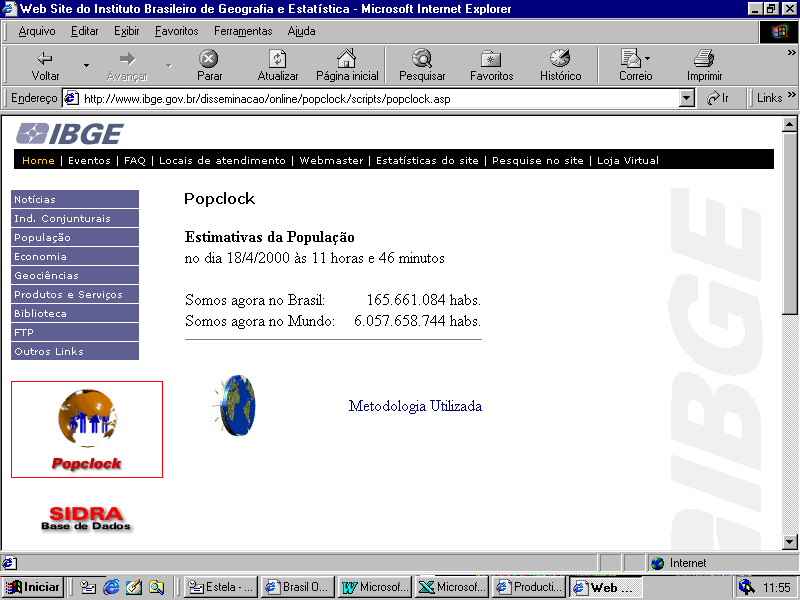 Web Site do Instituto Brasileiro de Geografia e Estatística - Microsoft Internet Explorer
Arquivo Editar Exibir Favoritos Ferramentas Ajuda
Voltar Avançar Parar Atualizar Página inicial Pesquisar Favoritos Histórico Correio Imprimir »
Endereço http://www.ibge.gov.br/disseminacao/online/popclock/scripts/popclock.asp Ir Links »
IBGE
Home | Eventos | FAQ | Locais de atendimento | Webmaster | Estatísticas do site | Pesquise no site | Loja Virtual
Notícias
Ind. Conjunturais
População
Economia
Geociências
Produtos e Serviços
Biblioteca
FTP
Outros Links
Popclock
SIDRA
Base de Dados
Popclock
Estimativas da População
no dia 18/4/2000 às 11 horas e 46 minutos
Somos agora no Brasil: 165.661.084 habs.
Somos agora no Mundo: 6.057.658.744 habs.
Metodologia Utilizada
IBGE
Internet
Iniciar Estela - ... Brasil O... Microsof... Microsof... Producti... Web ... 11:55